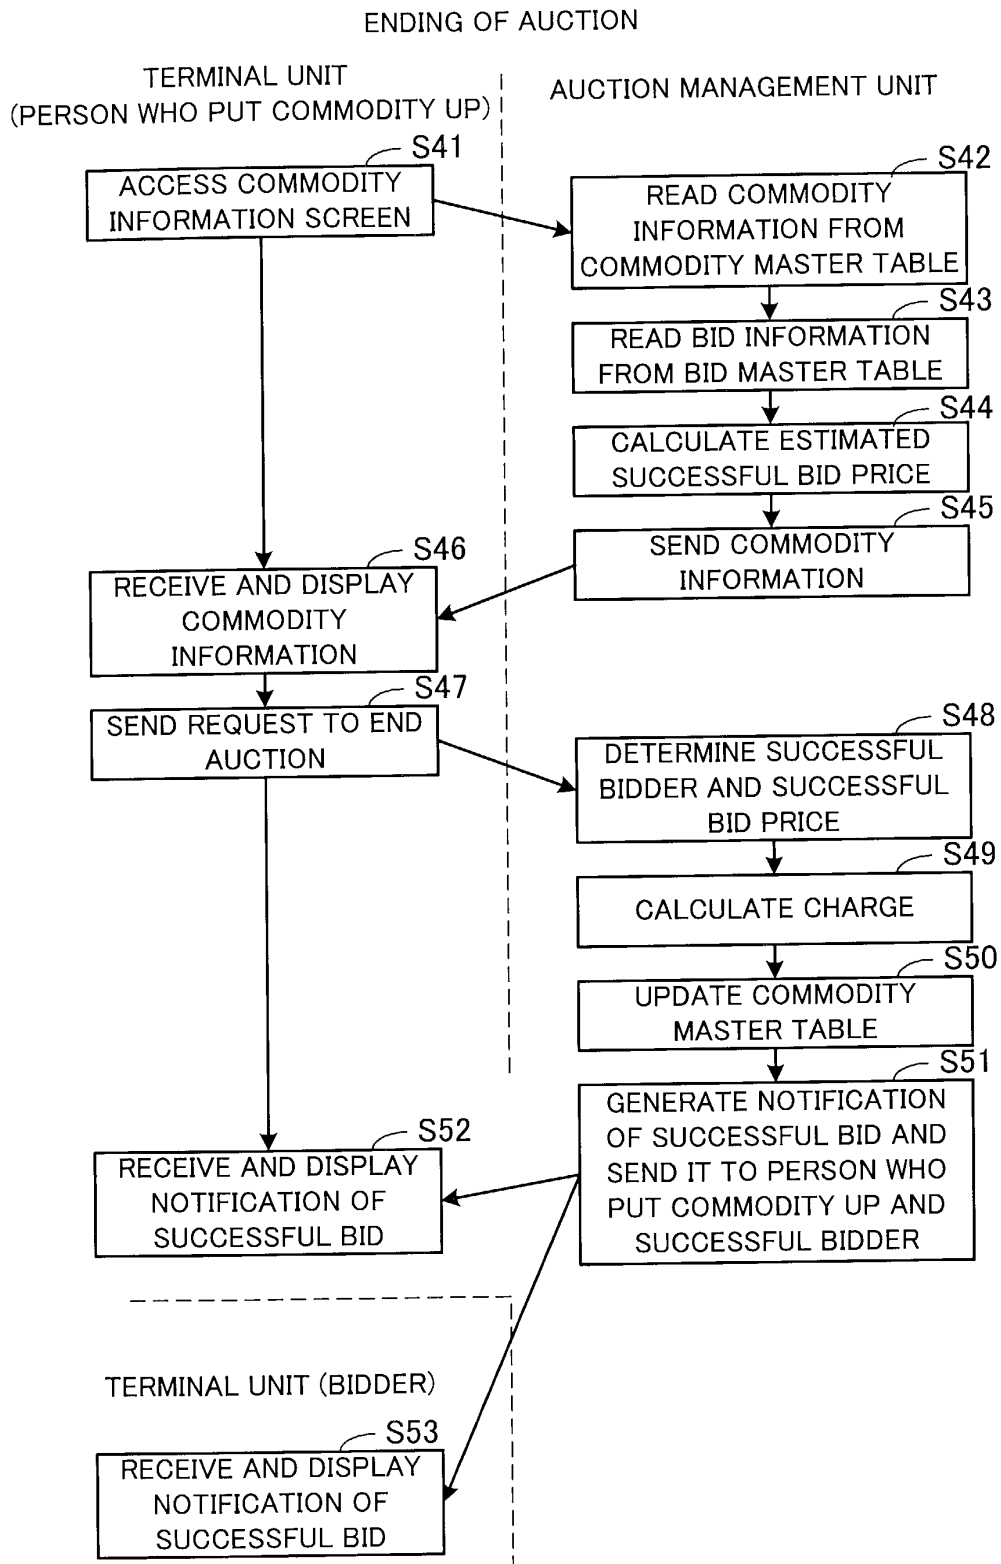 ENDING OF AUCTION
TERMINAL UNIT
(PERSON WHO PUT COMMODITY UP)
AUCTION MANAGEMENT UNIT
S41
ACCESS COMMODITY
INFORMATION SCREEN
S42
READ COMMODITY
INFORMATION FROM
COMMODITY MASTER TABLE
S43
READ BID INFORMATION
FROM BID MASTER TABLE
S44
CALCULATE ESTIMATED
SUCCESSFUL BID PRICE
S45
SEND COMMODITY
INFORMATION
S46
RECEIVE AND DISPLAY
COMMODITY
INFORMATION
S47
SEND REQUEST TO END
AUCTION
S48
DETERMINE SUCCESSFUL
BIDDER AND SUCCESSFUL
BID PRICE
S49
CALCULATE CHARGE
S50
UPDATE COMMODITY
MASTER TABLE
S51
GENERATE NOTIFICATION
OF SUCCESSFUL BID AND
SEND IT TO PERSON WHO
PUT COMMODITY UP AND
SUCCESSFUL BIDDER
S52
RECEIVE AND DISPLAY
NOTIFICATION OF
SUCCESSFUL BID
TERMINAL UNIT (BIDDER)
S53
RECEIVE AND DISPLAY
NOTIFICATION OF
SUCCESSFUL BID